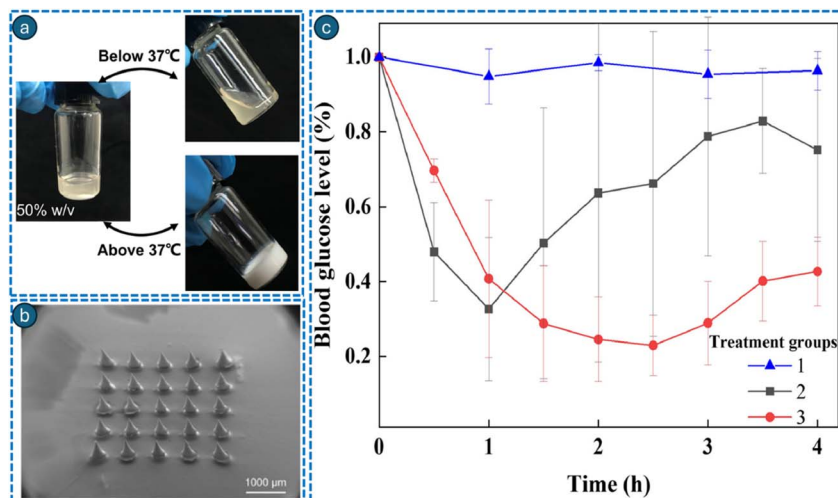 a
Below 37℃
50% w/v
Above 37℃
b
1000 μm
c
Blood glucose level (%)
1.0
0.8
0.6
0.4
0.2
0
1
2
3
4
Time (h)
Treatment groups
1
2
3